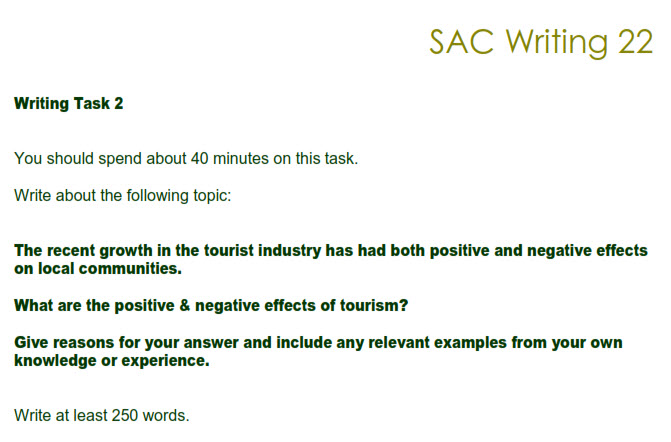 SAC Writing 22
Writing Task 2
You should spend about 40 minutes on this task.
Write about the following topic:
The recent growth in the tourist industry has had both positive and negative effects
on local communities.
What are the positive & negative effects of tourism?
Give reasons for your answer and include any relevant examples from your own
knowledge or experience.
Write at least 250 words.